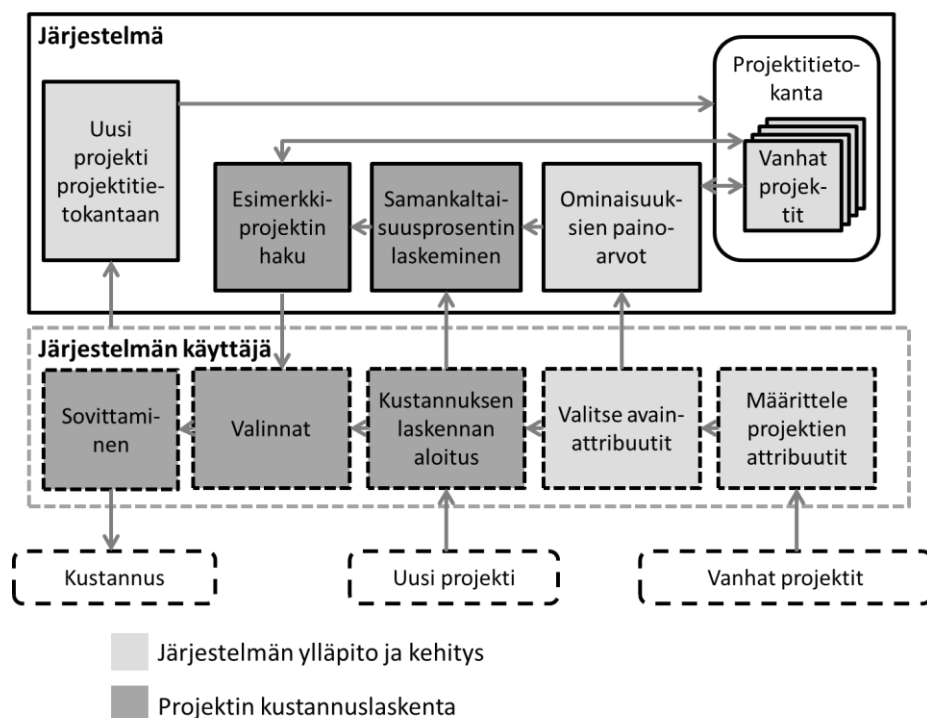 Järjestelmä
Projektitieto-
kanta
Vanhat
projek-
tit
Uusi
projekti
projektitie-
tokantaan
Esimerkki-
projektin
haku
Samankaltai-
suusprosentin
laskeminen
Ominaisuuk-
sien paino-
arvot
Järjestelmän käyttäjä
Sovittami-
nen
Valinnat
Kustannuksen
laskennan
aloitus
Valitse avain-
attribuutit
Määrittele
projektien
attribuutit
Kustannus
Uusi projekti
Vanhat projektit
Järjestelmän ylläpito ja kehitys
Projektin kustannuslaskenta